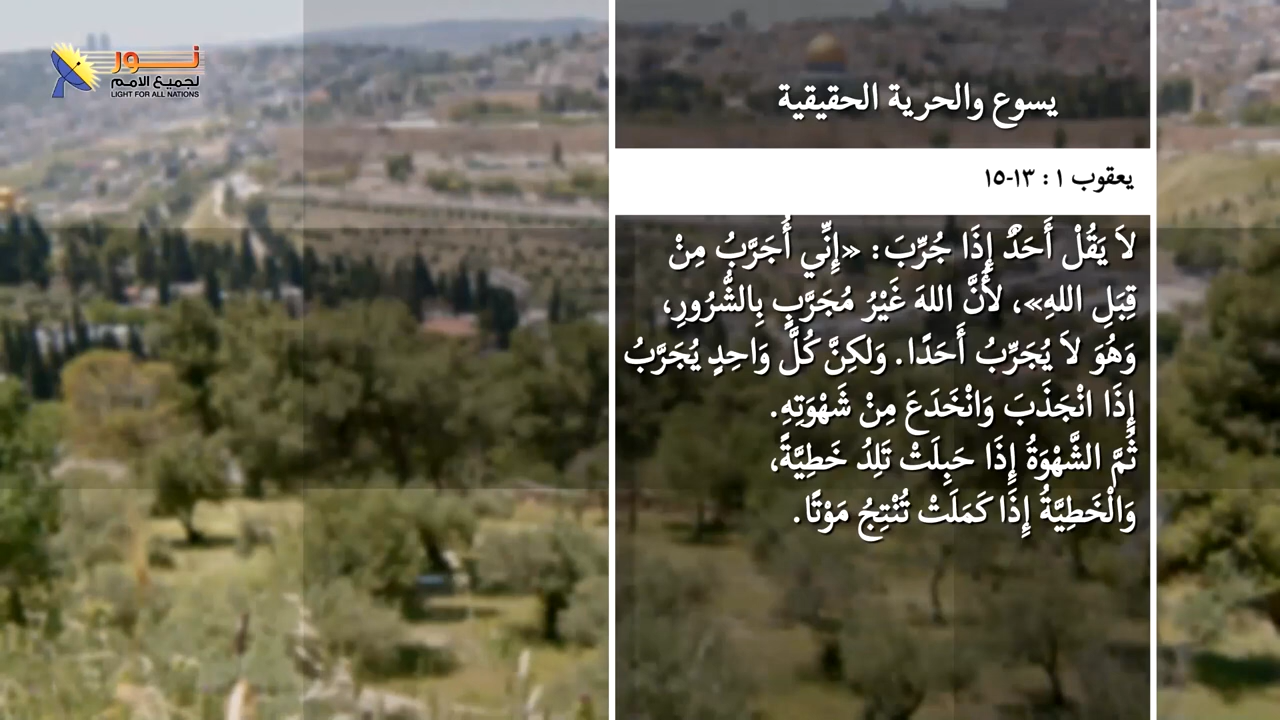 نور
لجميع الامم
LIGHT FOR ALL NATIONS
يسوع والحرية الحقيقية
يعقوب ١: ١٣-١٥
لاَ يَقُلْ أَحَدٌ إِذَا جُرِّبَ: «إِنِّي أُجَرَّبُ مِنْ
قِبَلِ اللهِ»، لأَنَّ اللهَ غَيْرُ مُجَرَّبٍ بِالشُّرُورِ،
وَهُوَ لاَ يُجَرِّبُ أَحَدًا. وَلكِنَّ كُلَّ وَاحِدٍ يُجَرَّبُ
إِذَا انْجَذَبَ وَانْخَدَعَ مِنْ شَهْوَتِهِ.
ثُمَّ الشَّهْوَةُ إِذَا حَبِلَتْ تَلِدُ خَطِيَّةً،
وَالْخَطِيَّةُ إِذَا كَمَلَتْ تُنْتِجُ مَوْتًا.